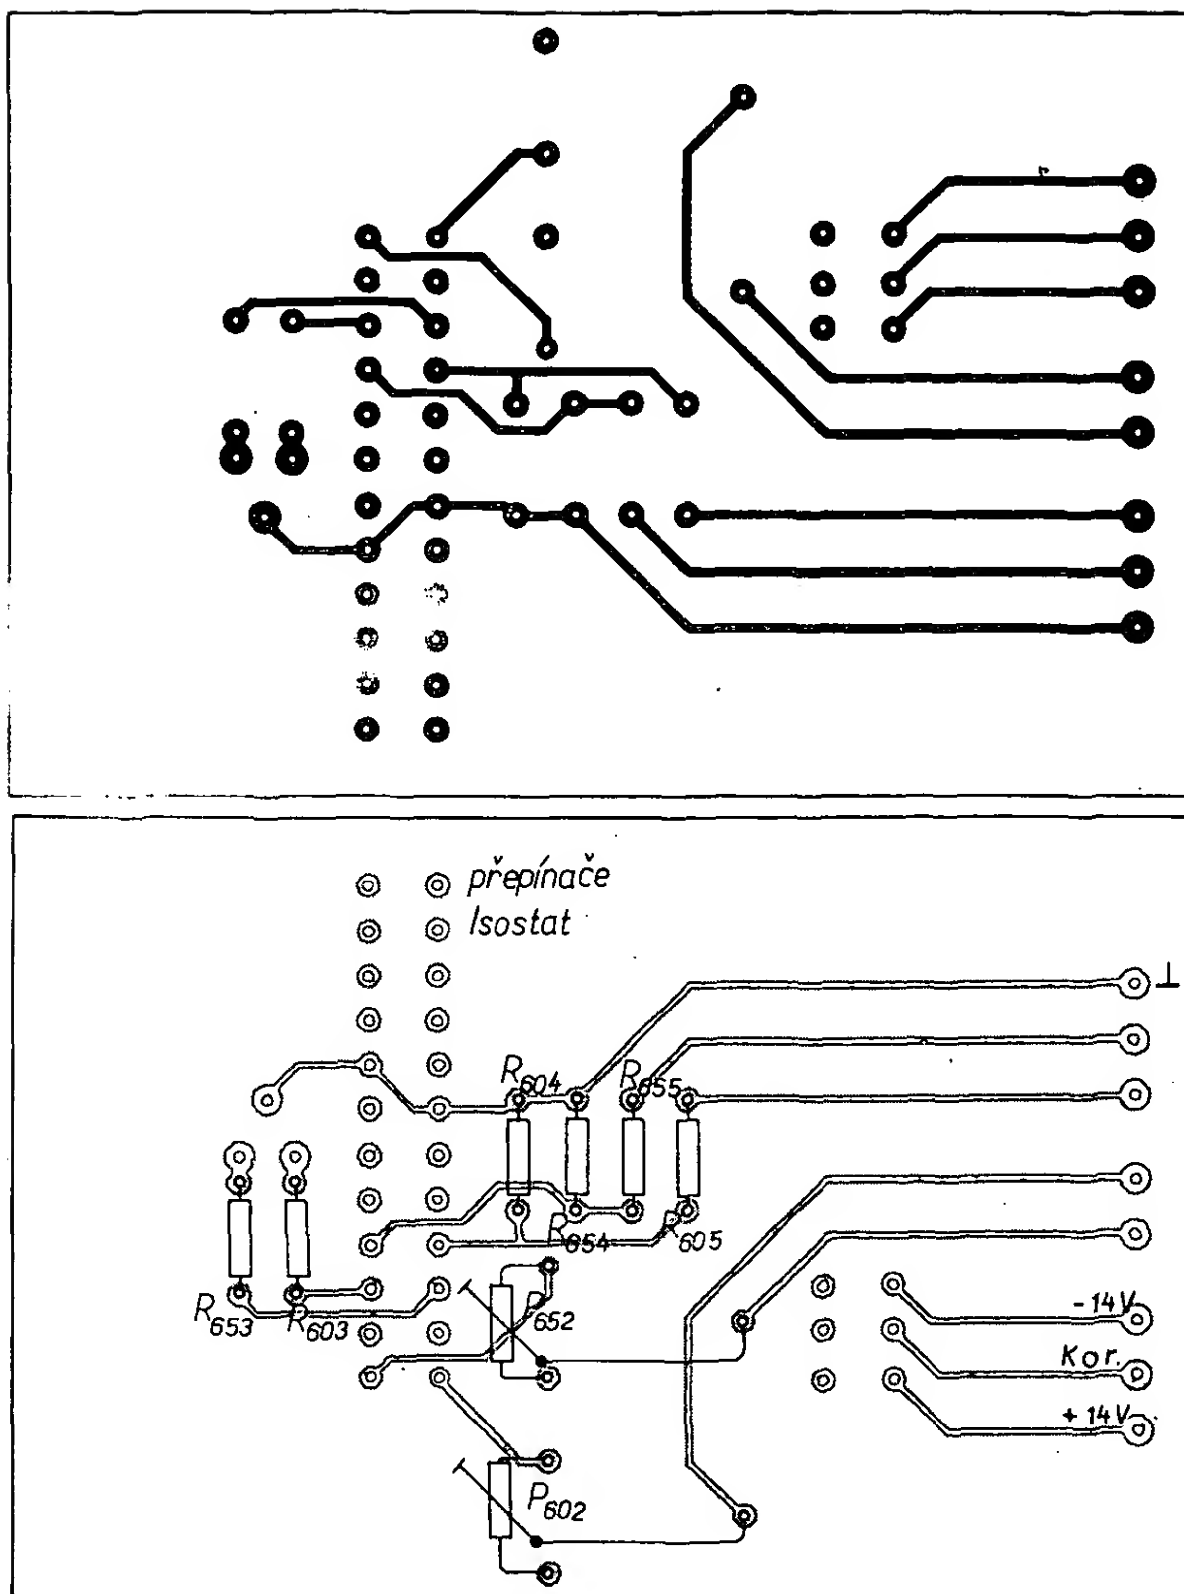 přepínače
Isostat
⊥
R604
R655
R654
R605
R653
R603
P652
-14V
Kor.
+14V
P602